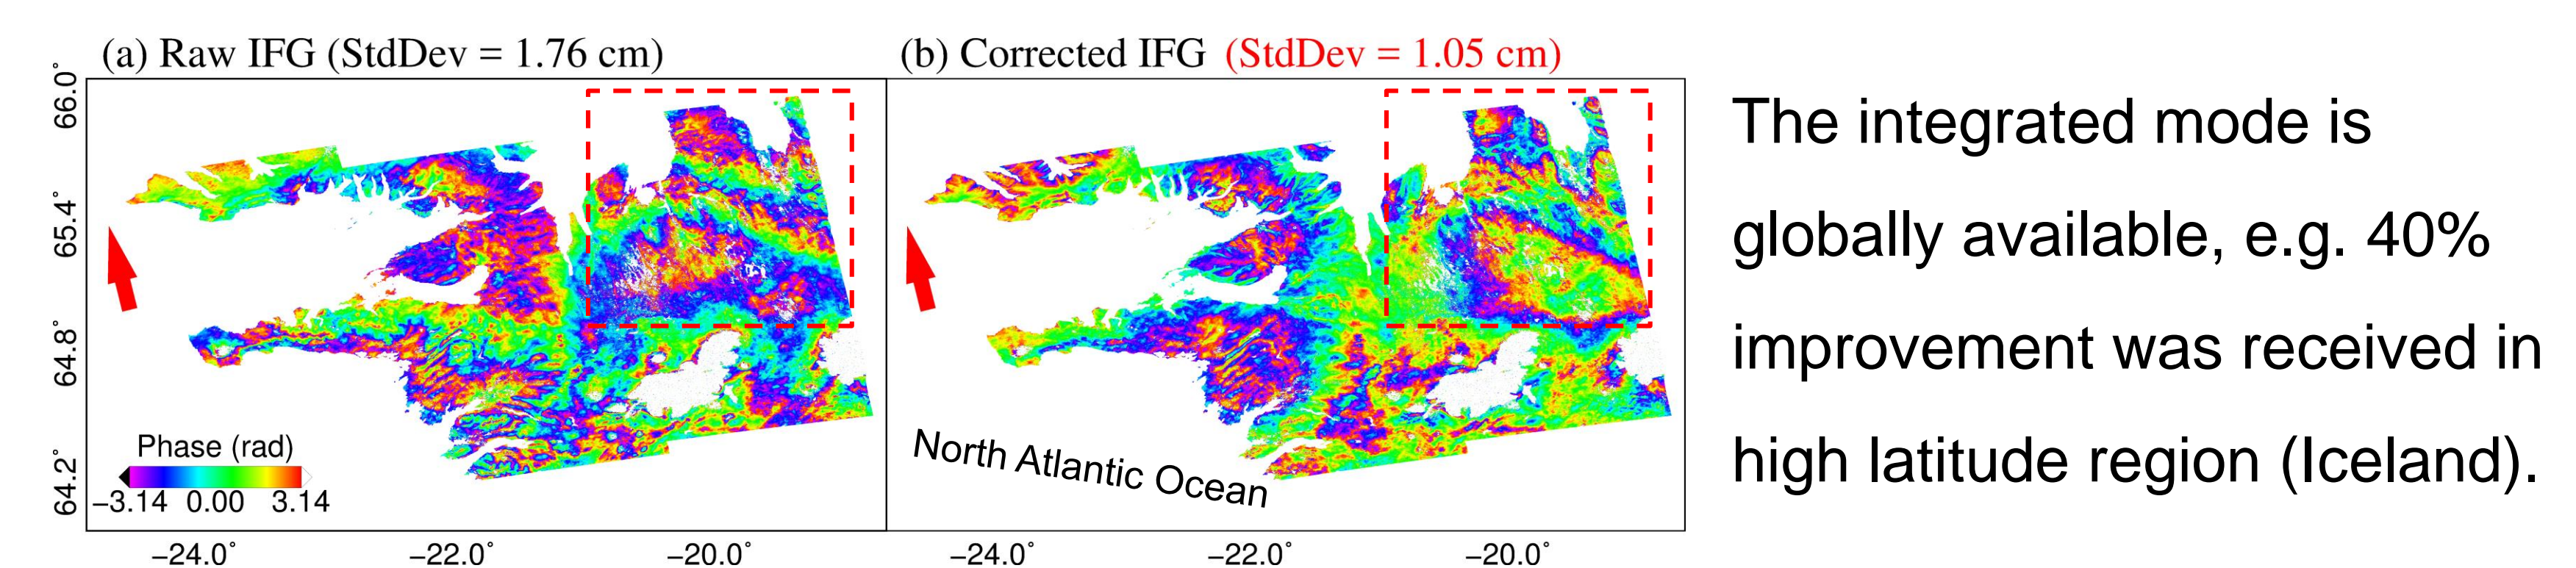 (a) Raw IFG (StdDev = 1.76 cm)
(b) Corrected IFG (StdDev = 1.05 cm)
66.0°
65.4°
64.8°
64.2°
Phase (rad)
−3.14 0.00 3.14
North Atlantic Ocean
−24.0° −22.0° −20.0°
−24.0° −22.0° −20.0°
The integrated mode is
globally available, e.g. 40%
improvement was received in
high latitude region (Iceland).